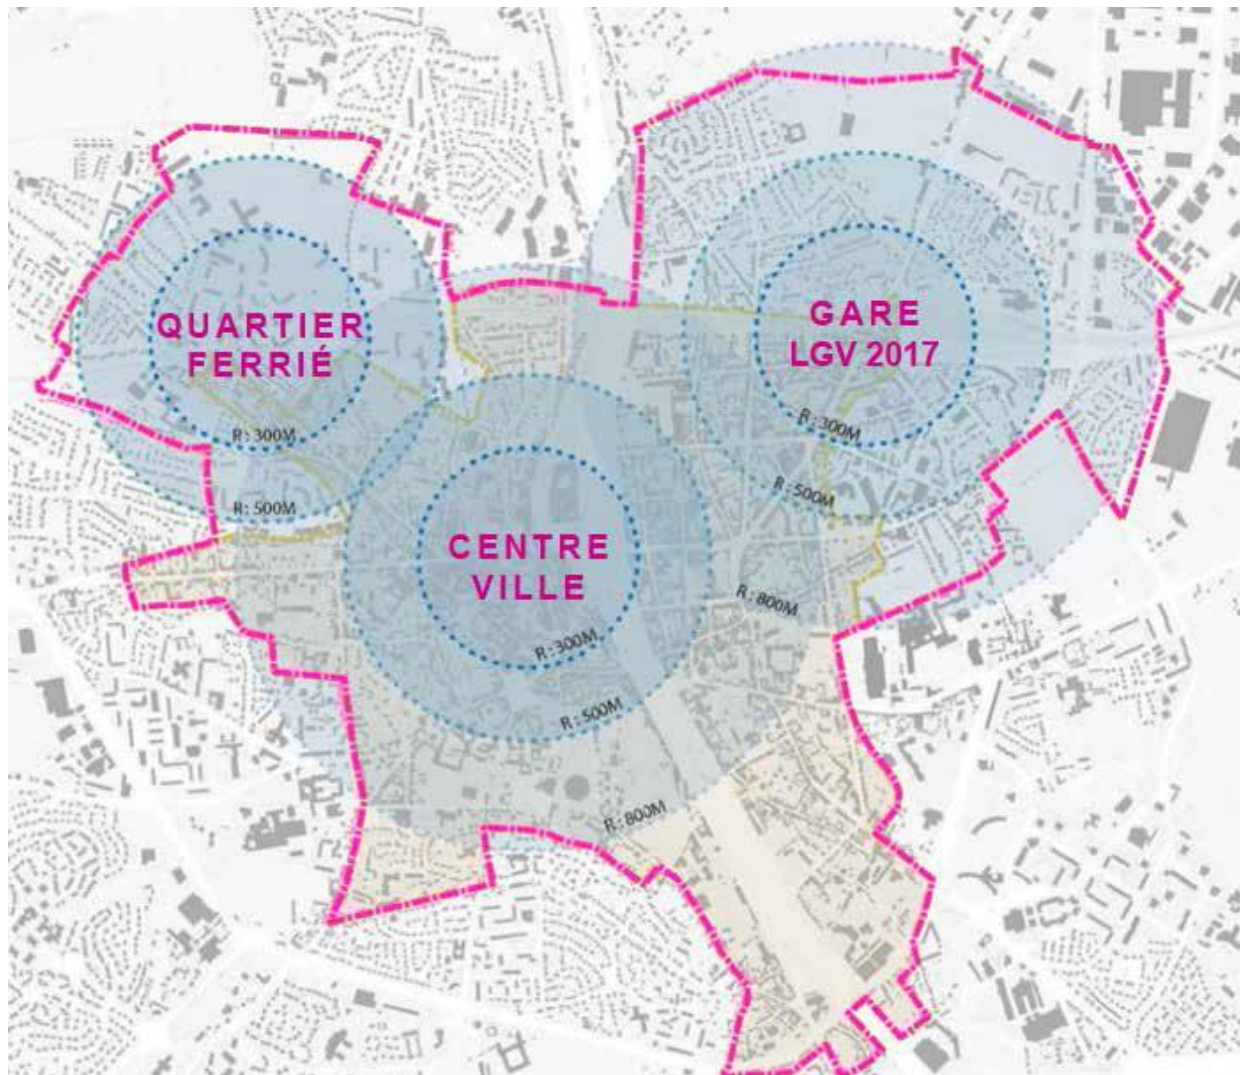 QUARTIER
FERRIÉ
R : 300M
R : 500M
GARE
LGV 2017
R : 300M
R : 500M
R : 800M
CENTRE
VILLE
R : 300M
R : 500M
R : 800M